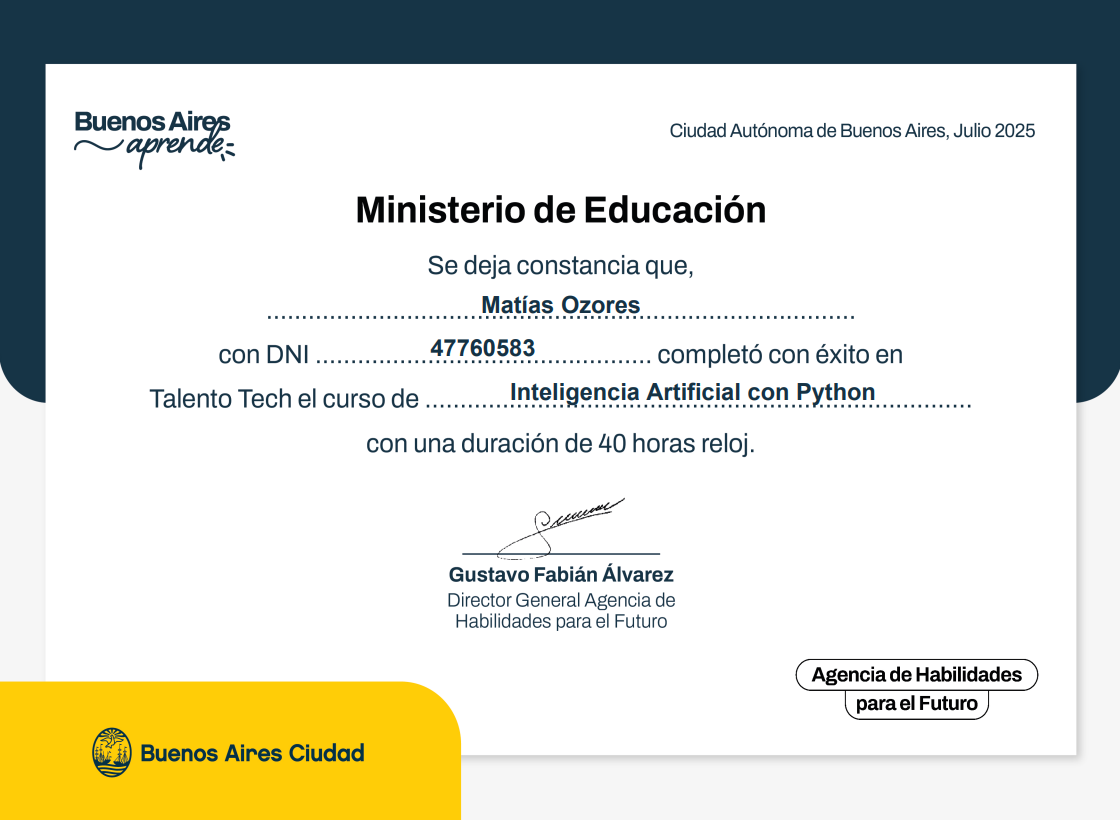 Buenos Aires
aprende
Ciudad Autónoma de Buenos Aires, Julio 2025
Ministerio de Educación
Se deja constancia que,
Matías Ozores
con DNI 47760583 completó con éxito en
Talento Tech el curso de Inteligencia Artificial con Python
con una duración de 40 horas reloj.
Gustavo Fabián Álvarez
Director General Agencia de
Habilidades para el Futuro
Agencia de Habilidades
para el Futuro
Buenos Aires Ciudad